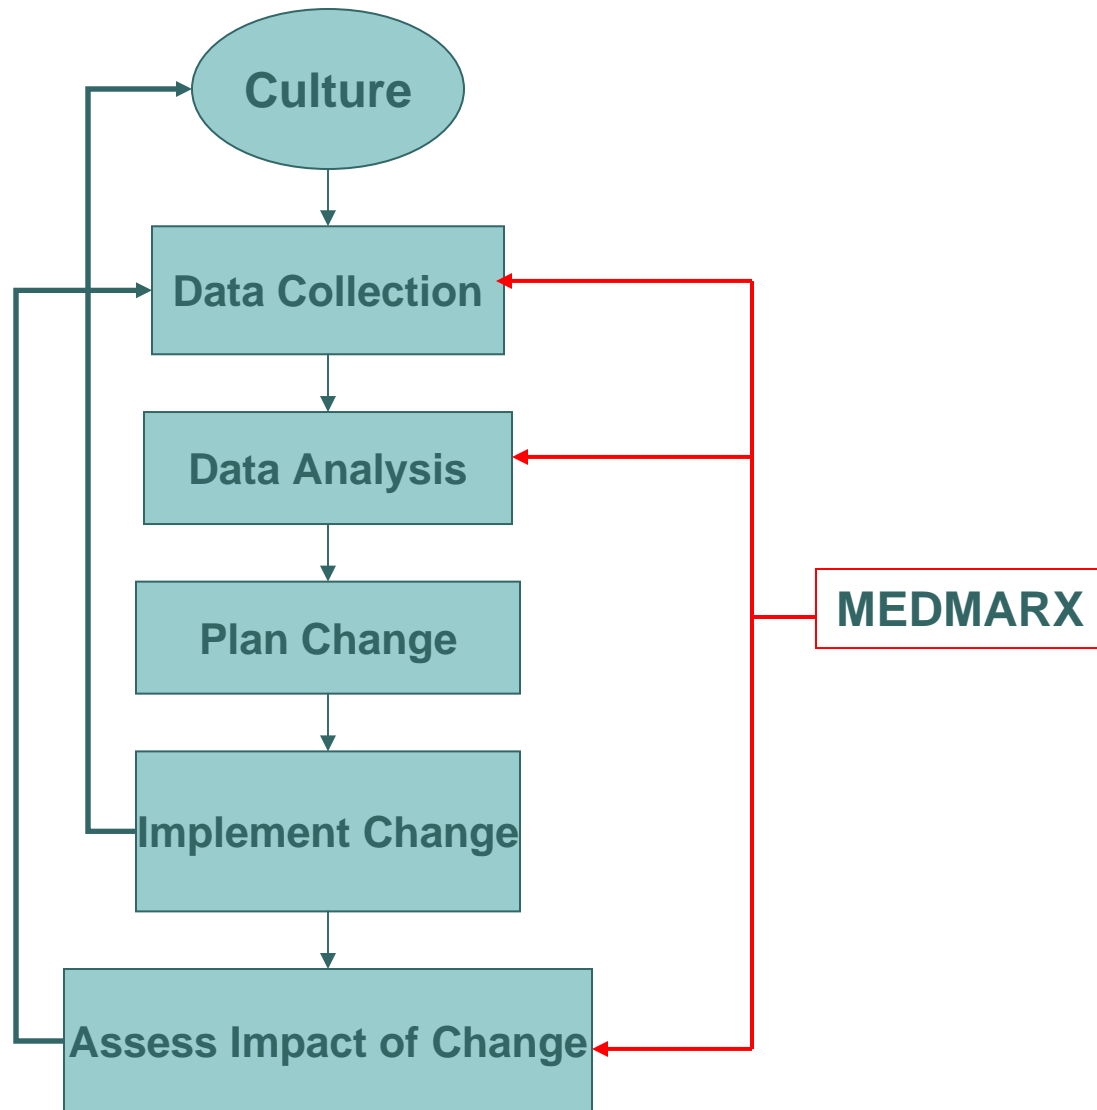 Culture
Data Collection
Data Analysis
Plan Change
MEDMARX
Implement Change
Assess Impact of Change